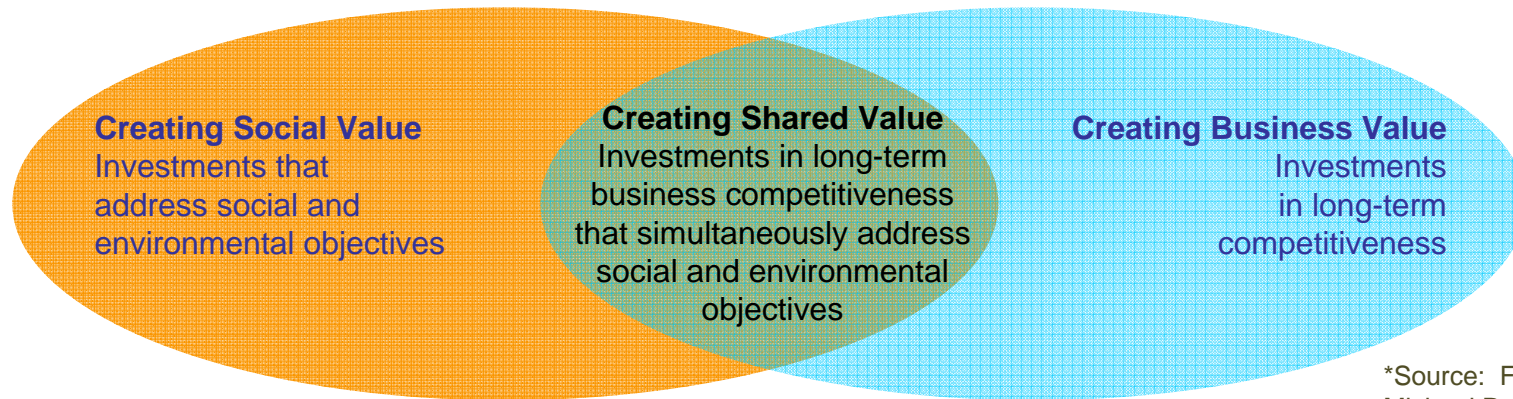 Creating Social Value
Investments that
address social and
environmental objectives
Creating Shared Value
Investments in long-term
business competitiveness
that simultaneously address
social and environmental
objectives
Creating Business Value
Investments
in long-term
competitiveness
*Source: